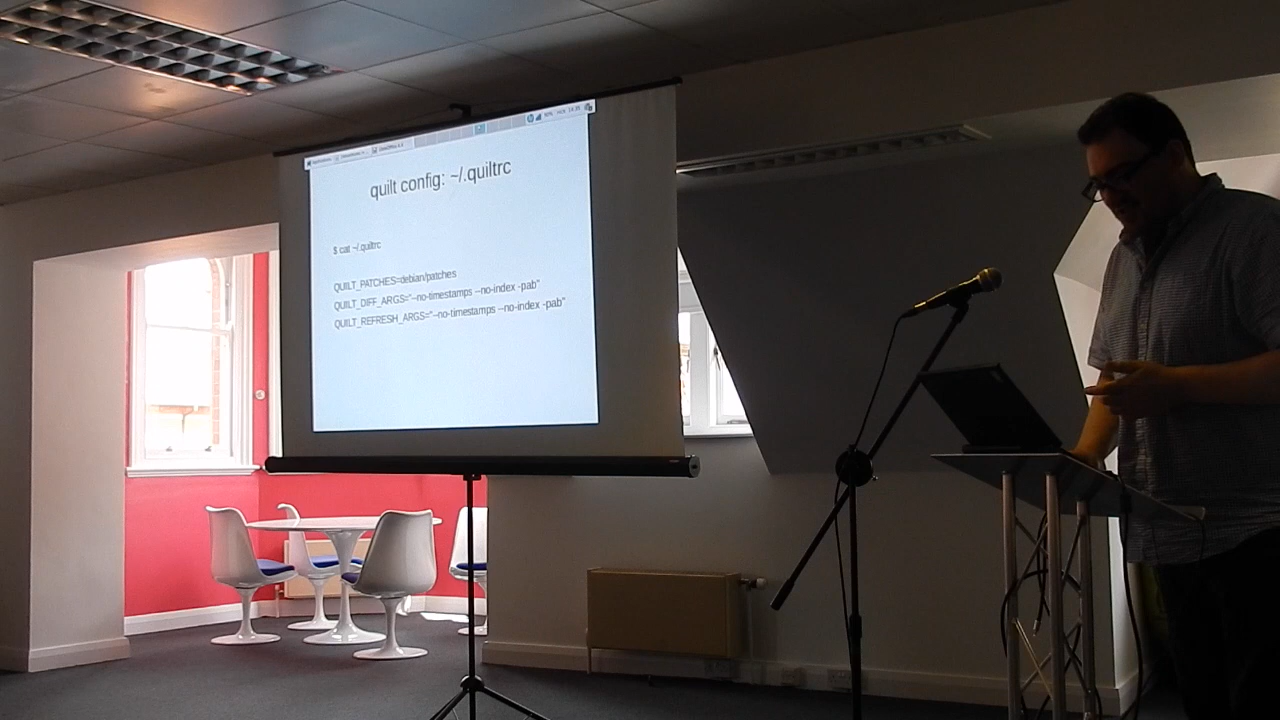 quilt config: ~/.quiltrc
$ cat ~/.quiltrc
QUILT_PATCHES=debian/patches
QUILT_DIFF_ARGS="--no-timestamps --no-index -pab"
QUILT_REFRESH_ARGS="--no-timestamps --no-index -pab"